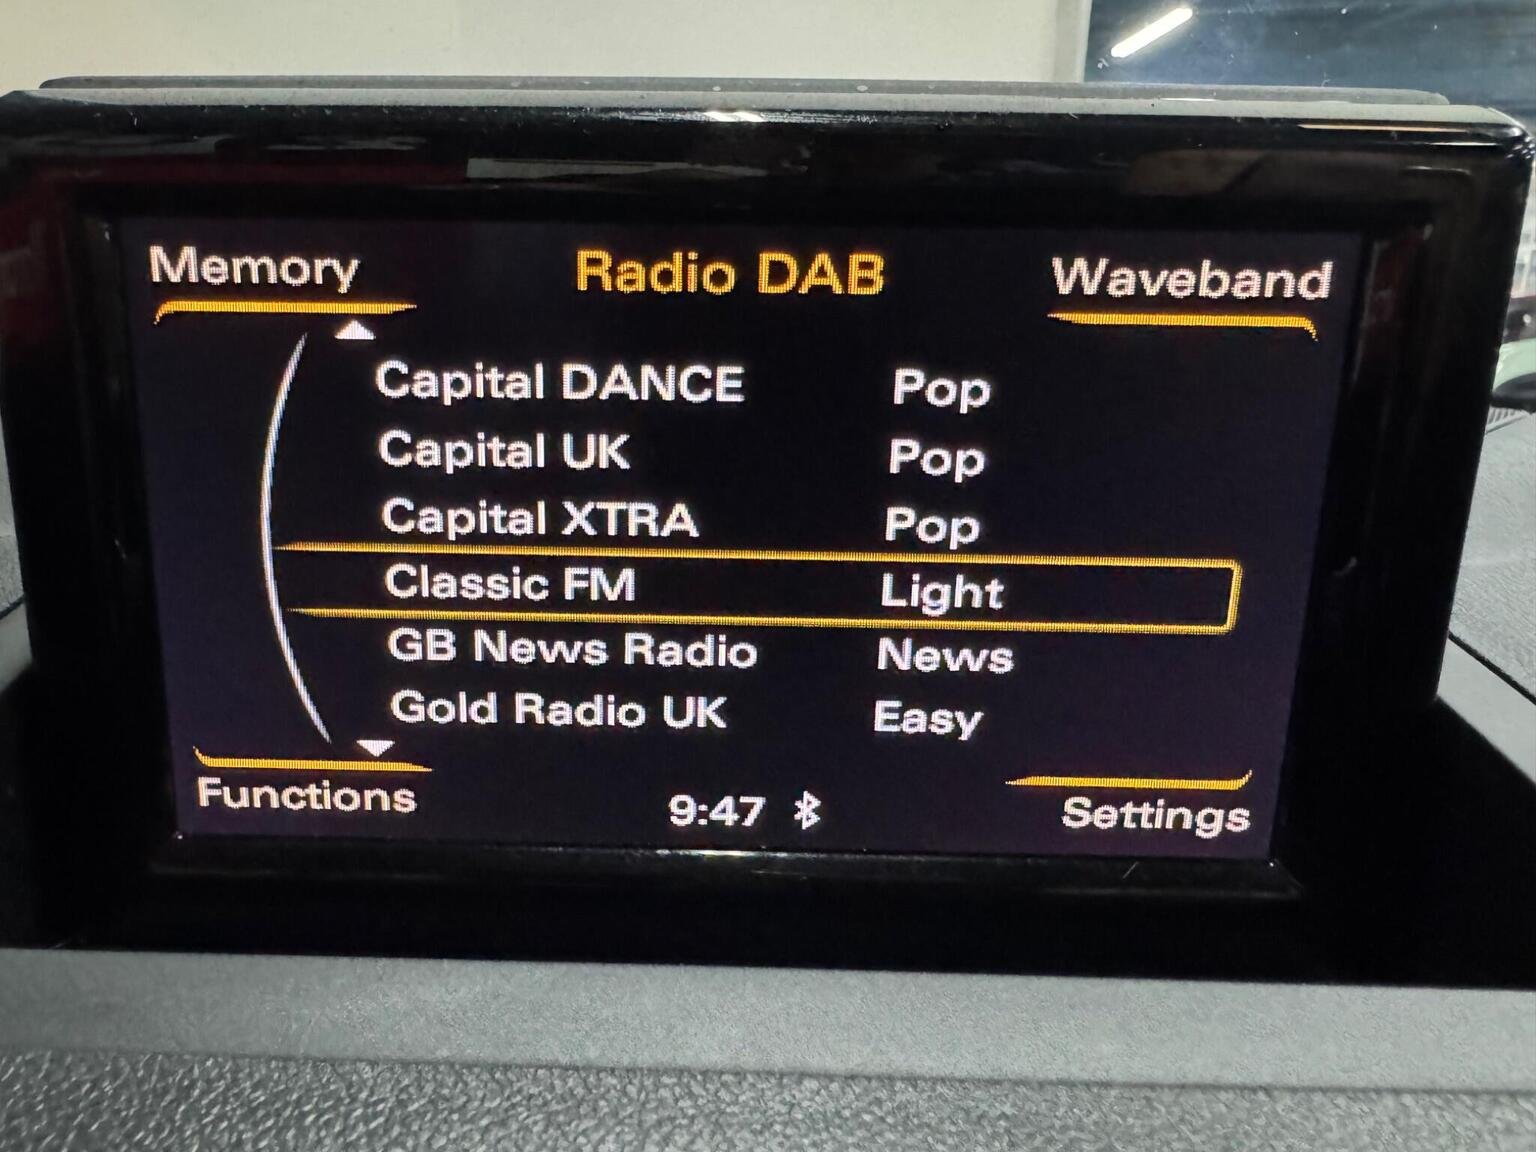 Memory Radio DAB Waveband
Capital DANCE Pop
Capital UK Pop
Capital XTRA Pop
Classic FM Light
GB News Radio News
Gold Radio UK Easy
Functions 9:47 Settings